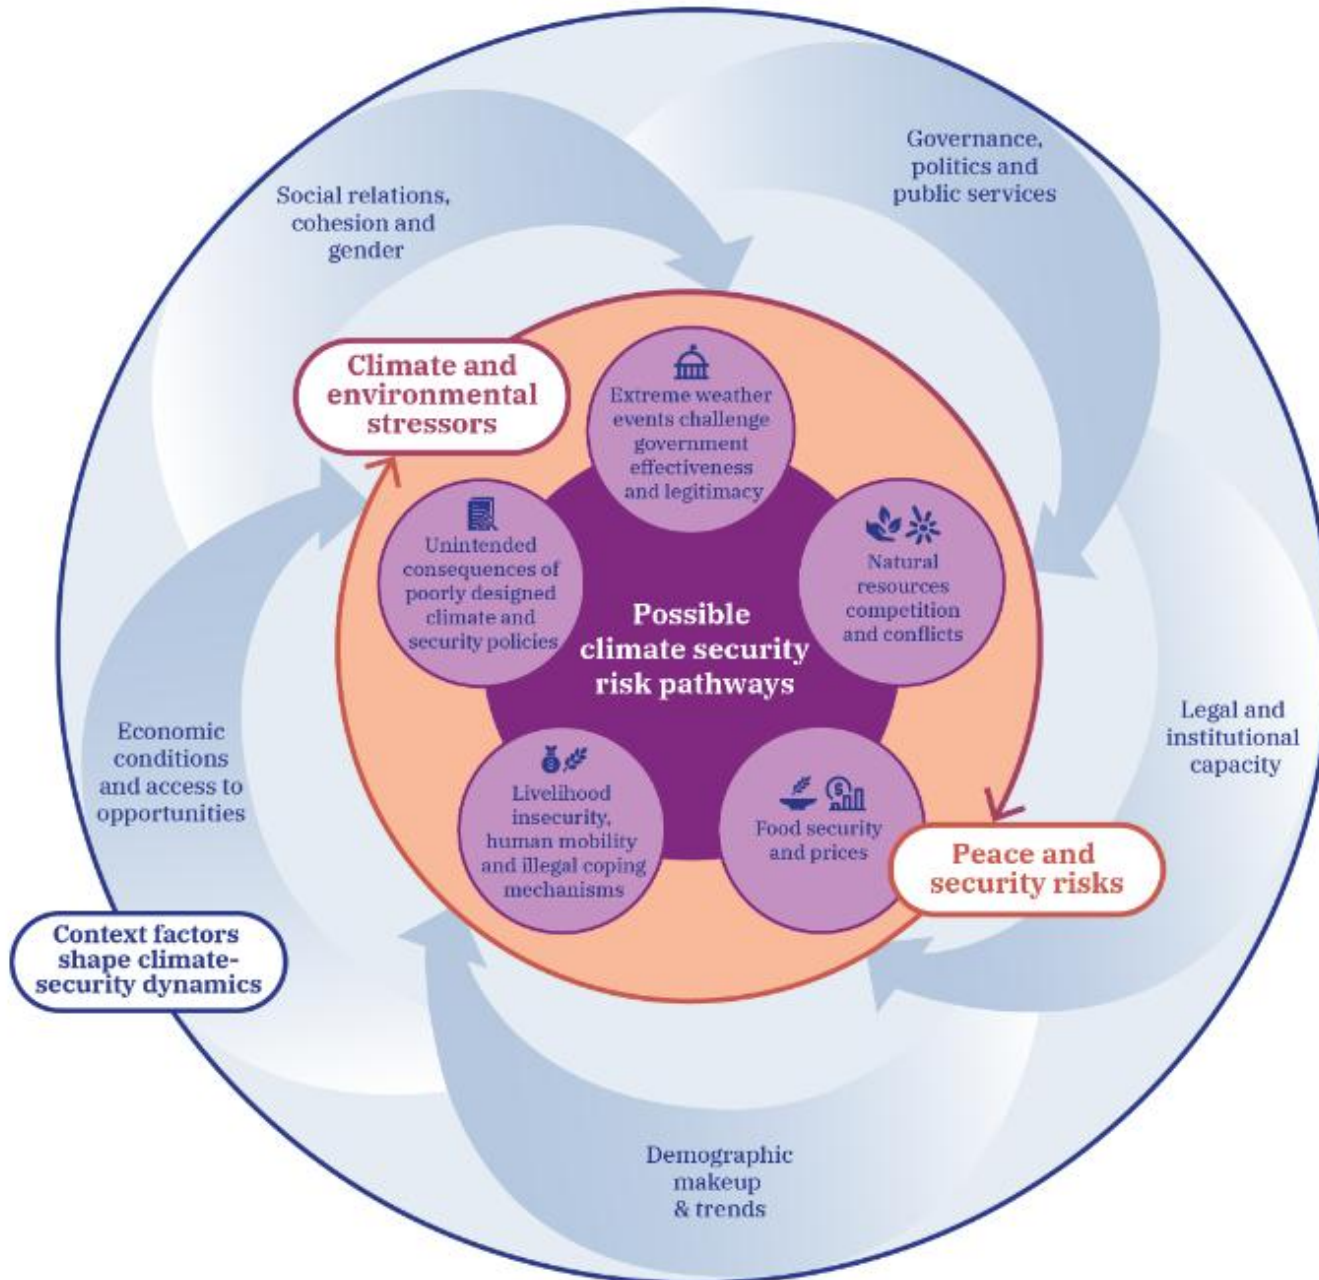 Governance,
politics and
public services
Social relations,
cohesion and
gender
Climate and
environmental
stressors
Extreme weather
events challenge
government
effectiveness
and legitimacy
Unintended
consequences of
poorly designed
climate and
security policies
Natural
resources
competition
and conflicts
Possible
climate security
risk pathways
Economic
conditions
and access to
opportunities
Legal and
institutional
capacity
Livelihood
insecurity,
human mobility
and illegal coping
mechanisms
Food security
and prices
Peace and
security risks
Context factors
shape climate-
security dynamics
Demographic
makeup
& trends